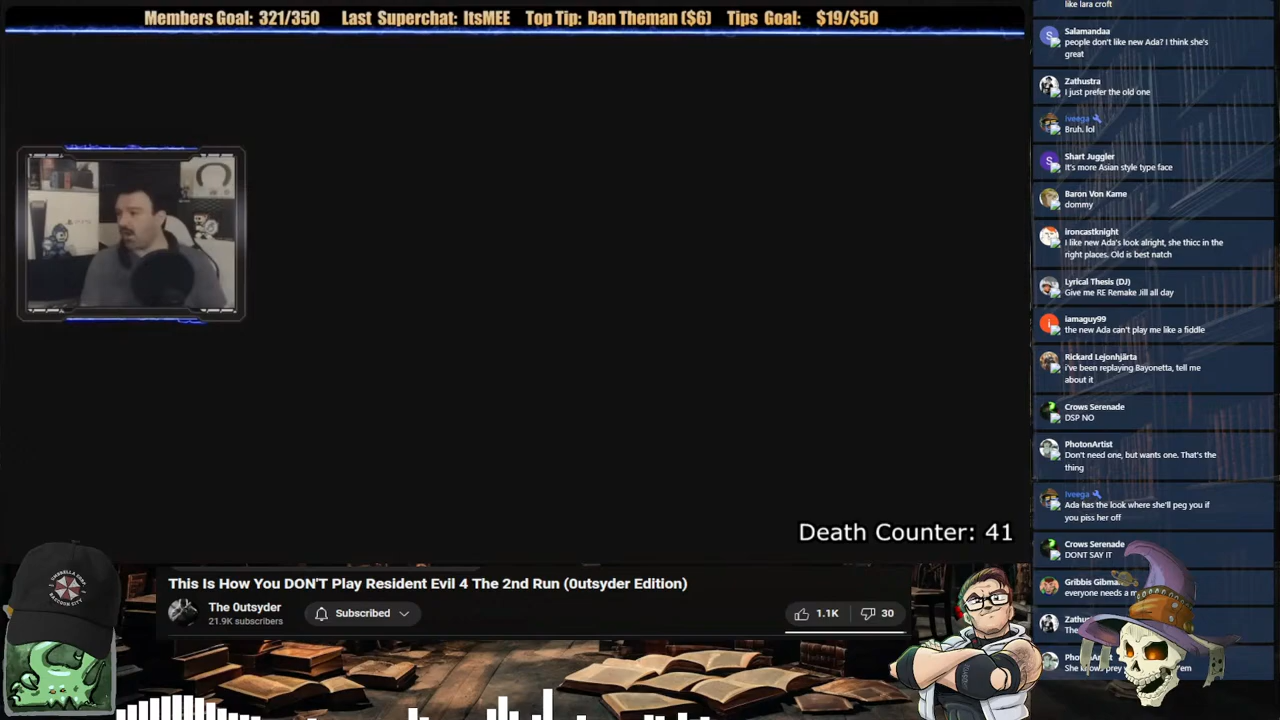 Members Goal: 321/350 Last Superchat: ItsMEE Top Tip: Dan Theman ($6) Tips Goal: $19/$50
like lara croft
Salamandaa
people don't like new Ada? I think she's
great
Zathustra
I just prefer the old one
Iveega
Bruh. lol
Shart Juggler
It's more Asian style type face
Baron Von Kame
dommy
ironcastknight
I like new Ada's look alright, she thicc in the
right places. Old is best natch
Lyrical Thesis (DJ)
Give me RE Remake Jill all day
iamaguy99
the new Ada can't play me like a fiddle
Rickard Lejonhjärta
i've been replaying Bayonetta, tell me
about it
Crows Serenade
DSP NO
PhotonArtist
Don't need one, but wants one. That's the
thing
Iveega
Ada has the look where she'll peg you if
you piss her off
Crows Serenade
DONT SAY IT
Gribbis
everyone needs a
She
Death Counter: 41
This Is How You DON'T Play Resident Evil 4 The 2nd Run (0utsyder Edition)
The 0utsyder
21.9K subscribers
Subscribed
1.1K
30
UMBRELLA CORP
RACCOON CITY